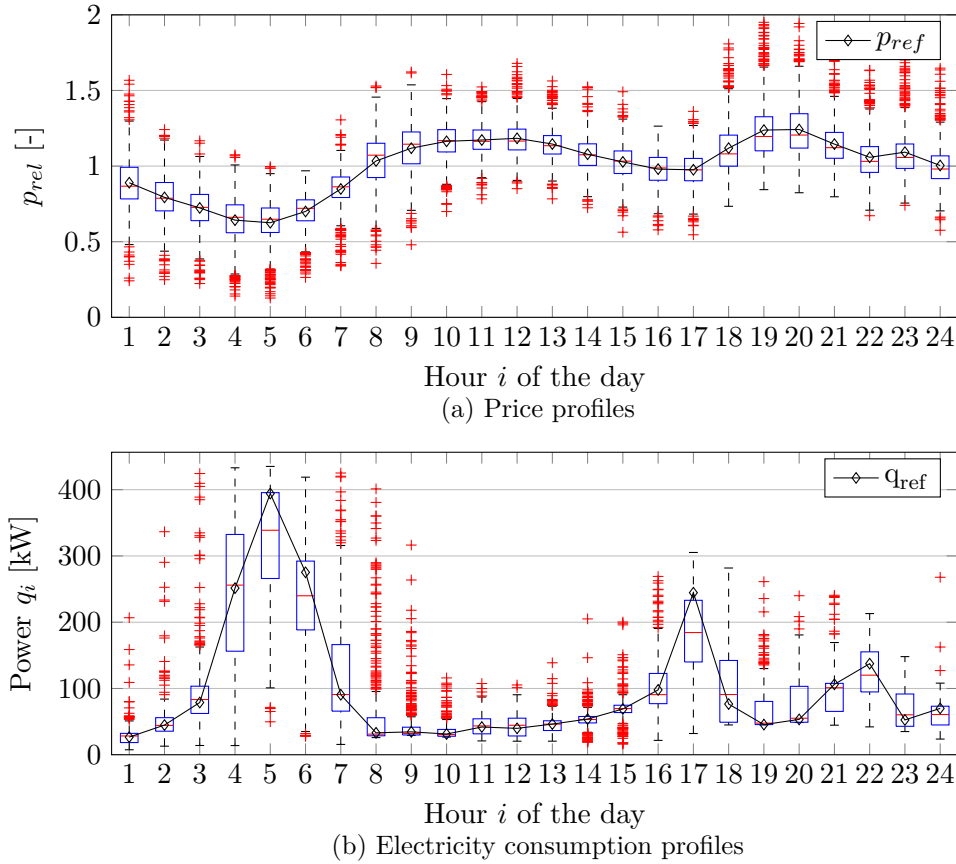 2
1.5
1
0.5
0
p_rel [-]
p_ref
1 2 3 4 5 6 7 8 9 10 11 12 13 14 15 16 17 18 19 20 21 22 23 24
Hour i of the day
(a) Price profiles
400
300
200
100
0
Power q_i [kW]
q_ref
1 2 3 4 5 6 7 8 9 10 11 12 13 14 15 16 17 18 19 20 21 22 23 24
Hour i of the day
(b) Electricity consumption profiles